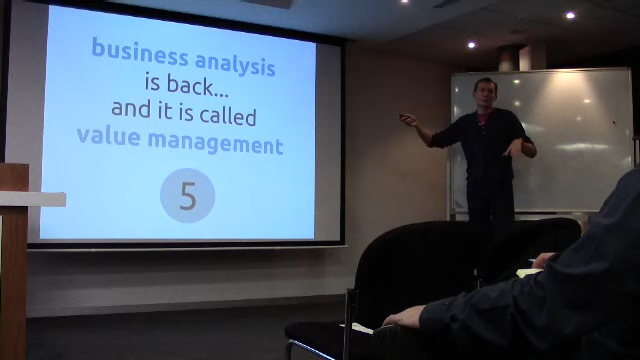 business analysis
is back...
and it is called
value management
5